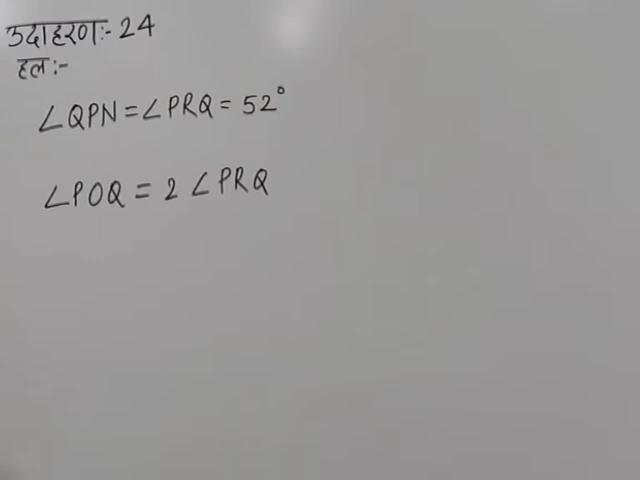 उदाहरण:- 24
हल :-
∠QPN = ∠PRQ = 52°
∠POQ = 2 ∠PRQ